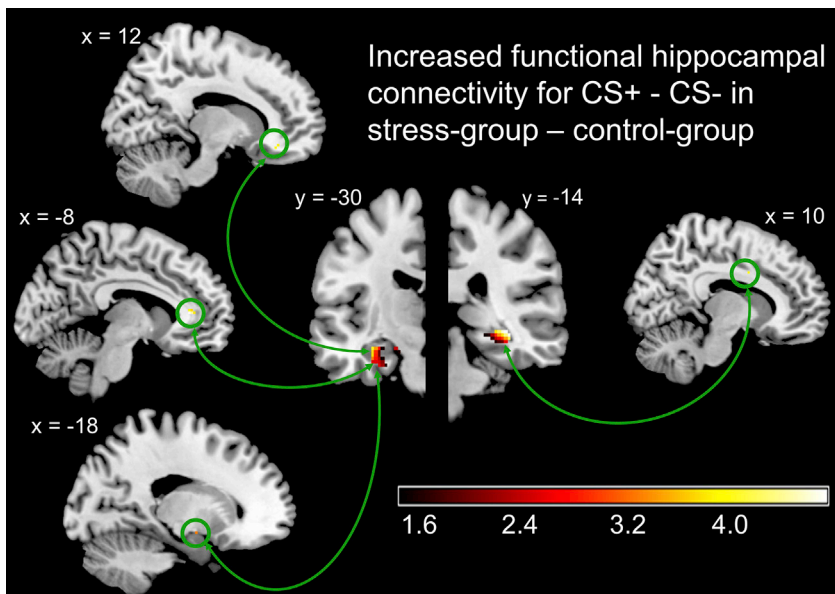 x = 12
Increased functional hippocampal
connectivity for CS+ - CS- in
stress-group – control-group
x = -8
y = -30
y = -14
x = 10
x = -18
1.6 2.4 3.2 4.0